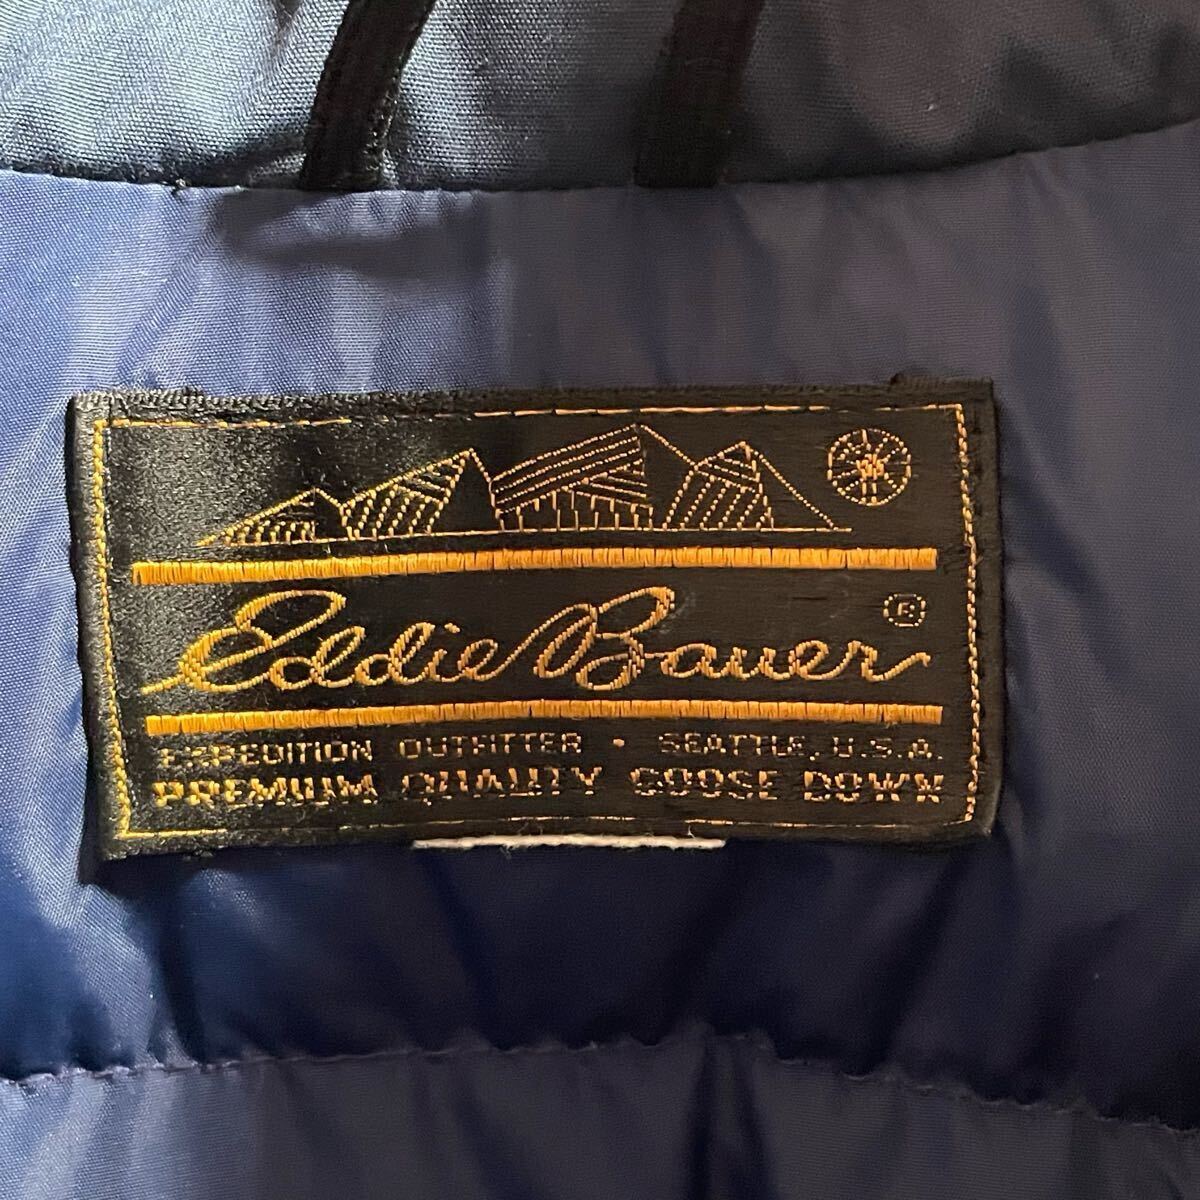 Eddie Bauer ®
EXPEDITION OUTFITTER • SEATTLE, U.S.A.
PREMIUM QUALITY GOOSE DOWN